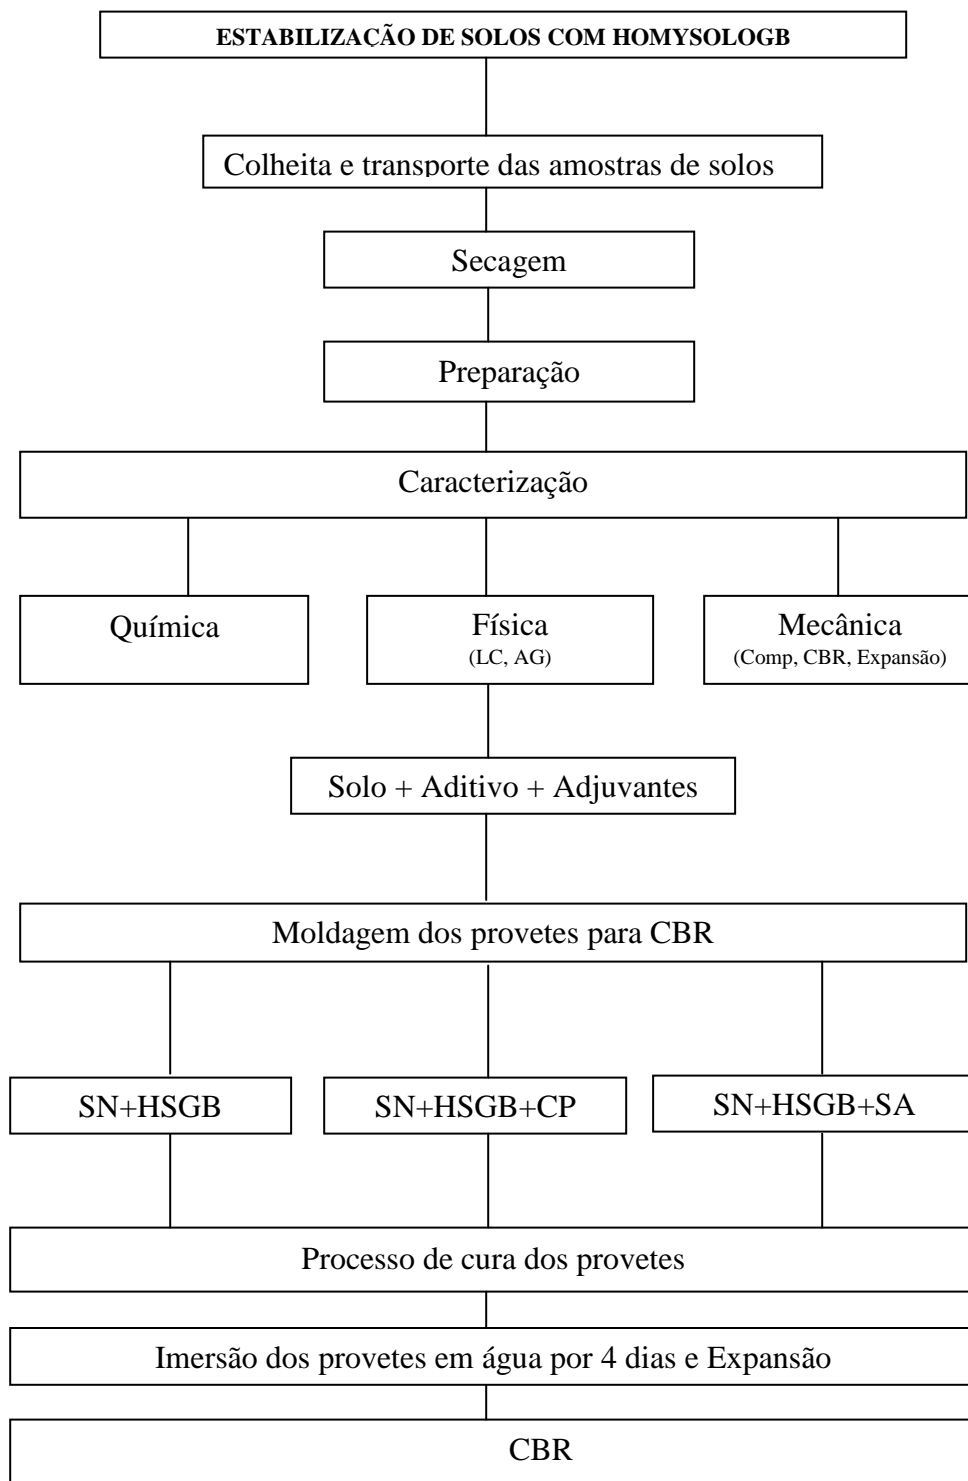 ESTABILIZAÇÃO DE SOLOS COM HOMYSOLOGB
Colheita e transporte das amostras de solos
Secagem
Preparação
Caracterização
Química
Física
(LC, AG)
Mecânica
(Comp, CBR, Expansão)
Solo + Aditivo + Adjuvantes
Moldagem dos provetes para CBR
SN+HSGB
SN+HSGB+CP
SN+HSGB+SA
Processo de cura dos provetes
Imersão dos provetes em água por 4 dias e Expansão
CBR